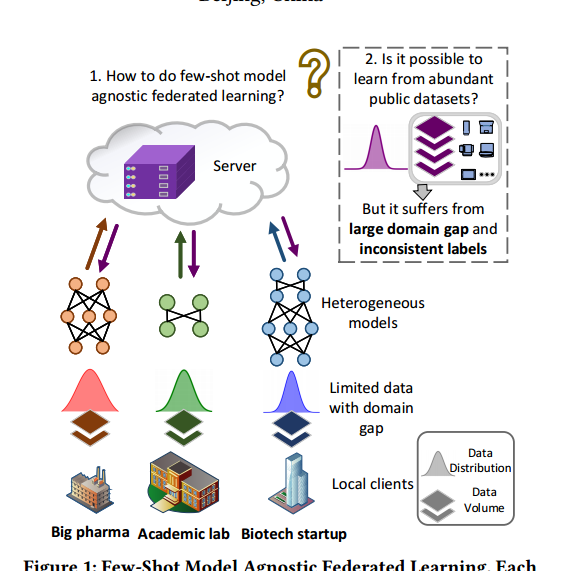 Beijing, China
1. How to do few-shot model
agnostic federated learning?
2. Is it possible to
learn from abundant
public datasets?
Server
But it suffers from
large domain gap and
inconsistent labels
Heterogeneous
models
Limited data
with domain
gap
Local clients
Data
Distribution
Data
Volume
Big pharma Academic lab Biotech startup
Figure 1: Few-Shot Model Agnostic Federated Learning. Each